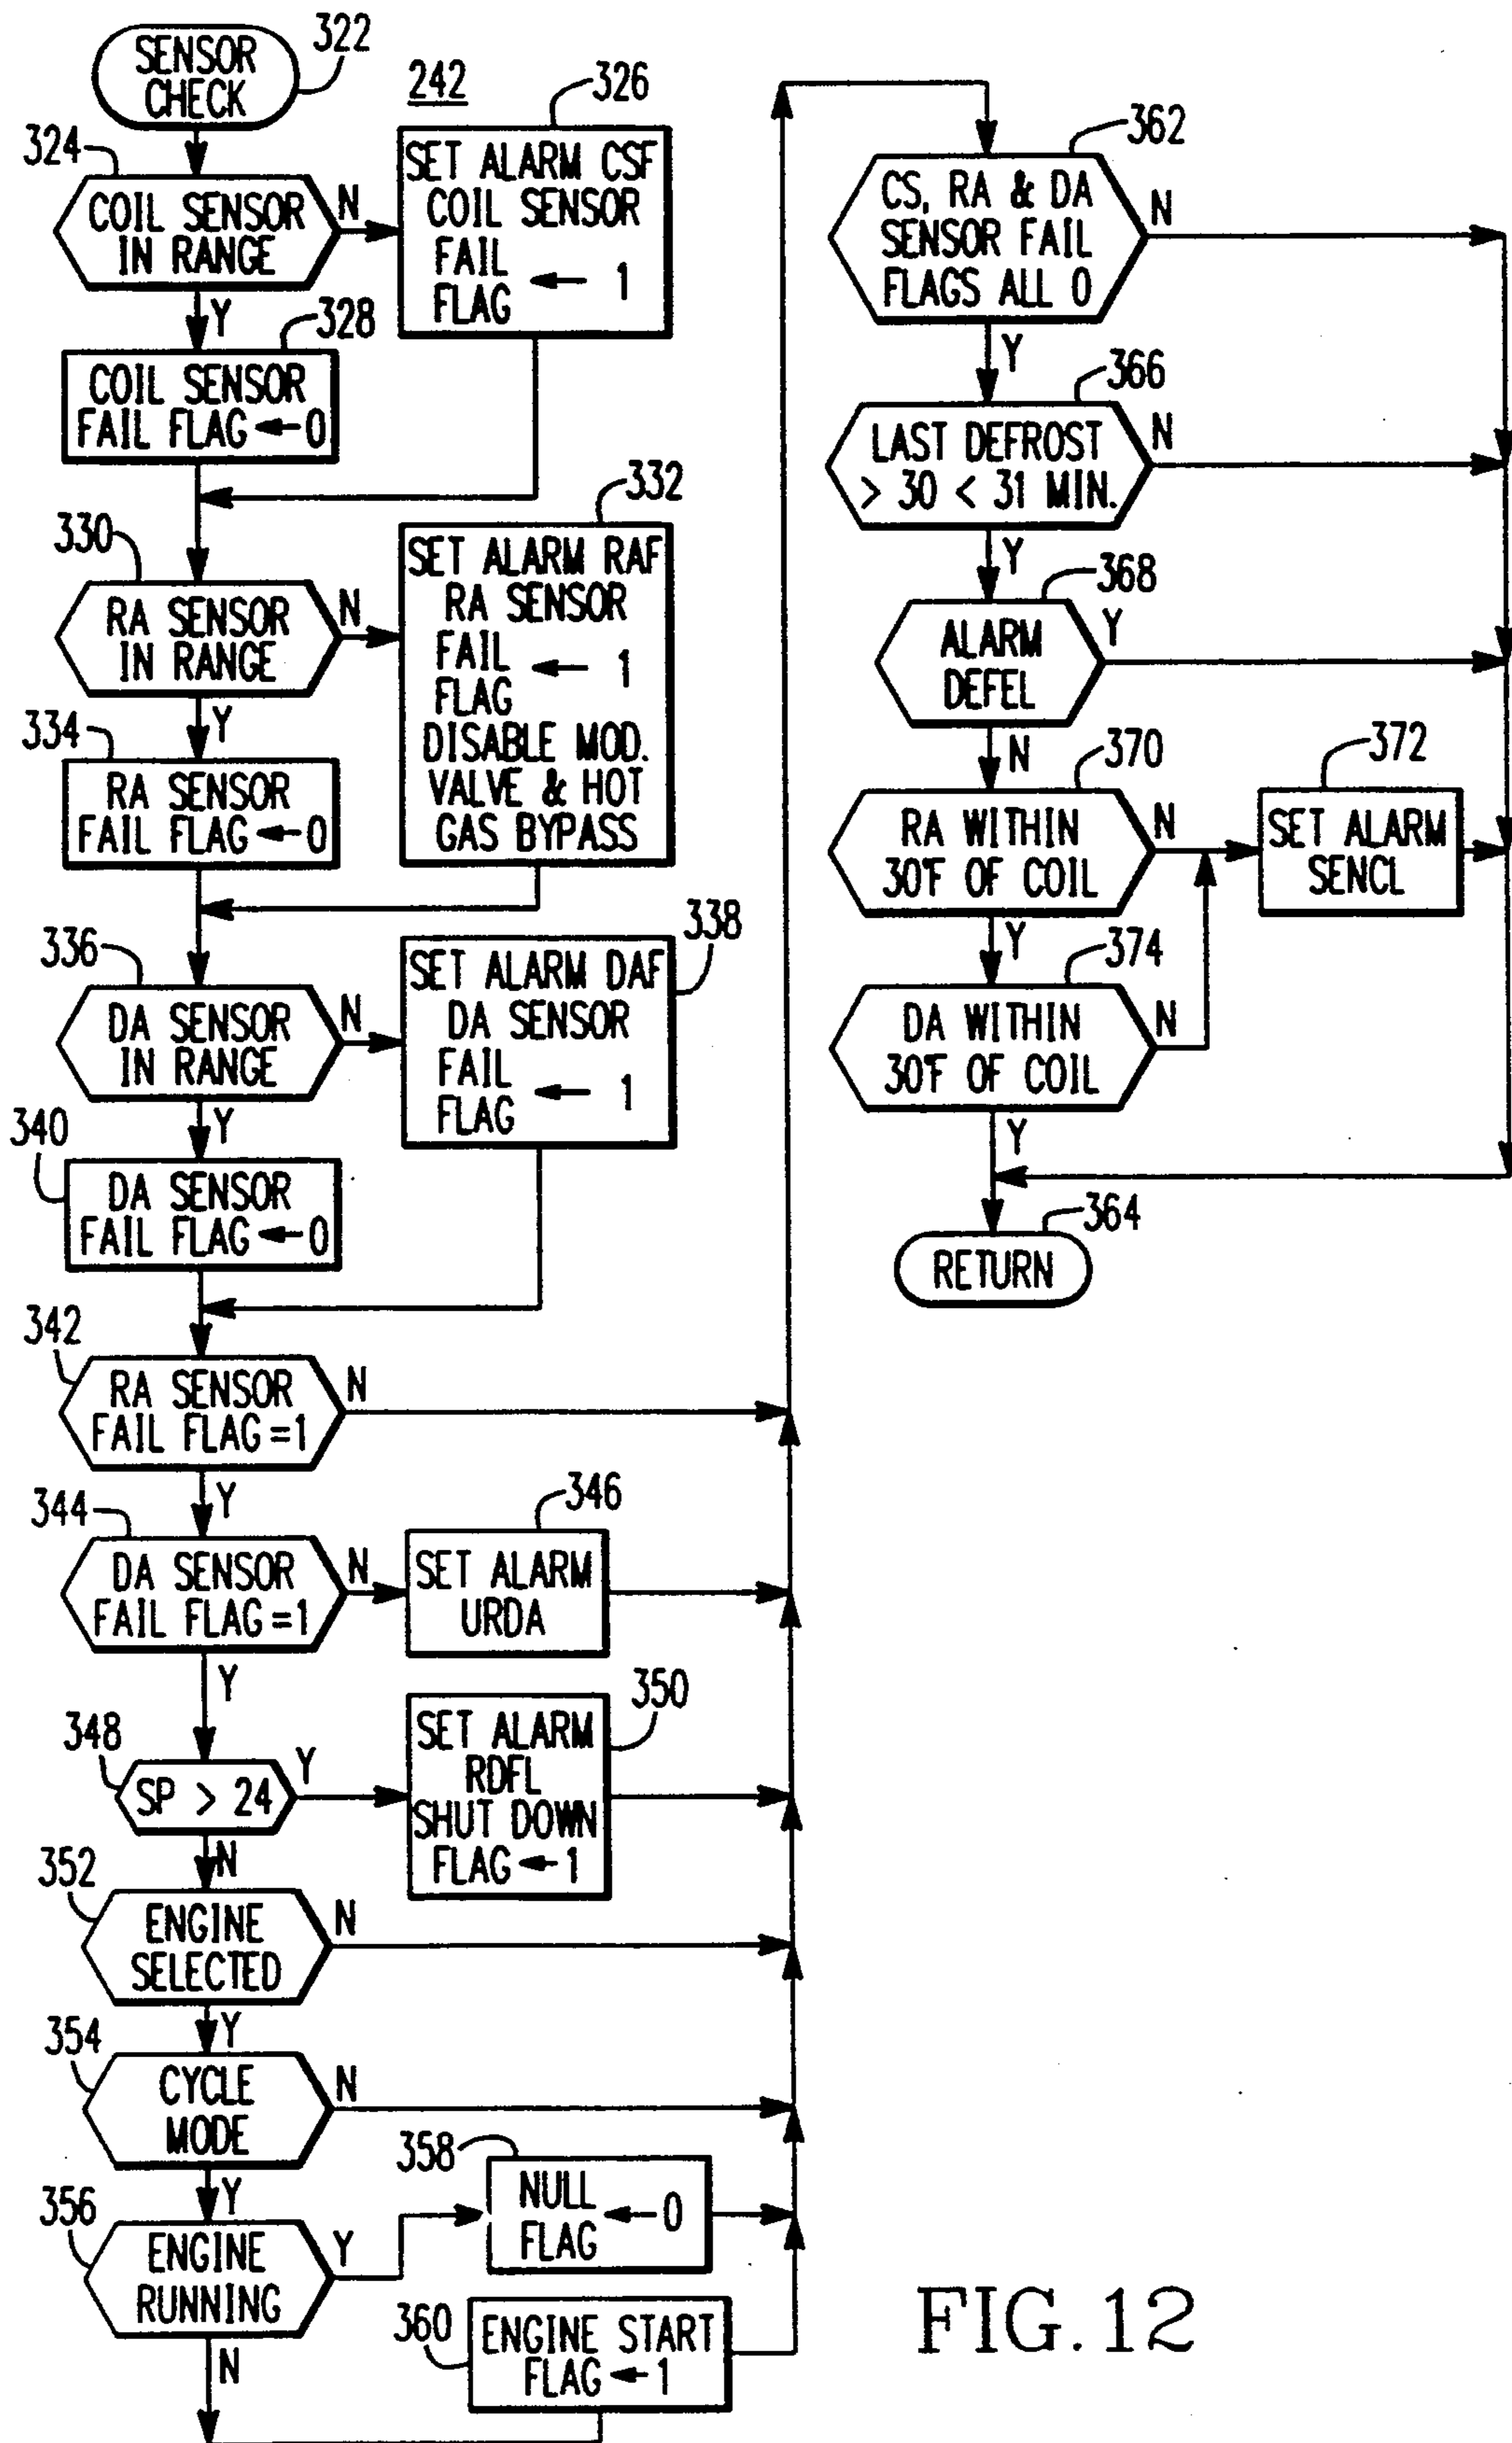 SENSOR
CHECK
322
242
324
COIL SENSOR
IN RANGE
N
Y
326
SET ALARM CSF
COIL SENSOR
FAIL
FLAG ← 1
328
COIL SENSOR
FAIL FLAG ← 0
330
RA SENSOR
IN RANGE
N
Y
332
SET ALARM RAF
RA SENSOR
FAIL
FLAG ← 1
DISABLE MOD.
VALVE & HOT
GAS BYPASS
334
RA SENSOR
FAIL FLAG ← 0
336
DA SENSOR
IN RANGE
N
Y
338
SET ALARM DAF
DA SENSOR
FAIL
FLAG ← 1
340
DA SENSOR
FAIL FLAG ← 0
342
RA SENSOR
FAIL FLAG = 1
N
Y
344
DA SENSOR
FAIL FLAG = 1
N
Y
346
SET ALARM
URDA
348
SP > 24
Y
N
350
SET ALARM
RDFL
SHUT DOWN
FLAG ← 1
352
ENGINE
SELECTED
N
Y
354
CYCLE
MODE
N
Y
356
ENGINE
RUNNING
Y
N
358
NULL
FLAG ← 0
360
ENGINE START
FLAG ← 1
362
CS, RA & DA
SENSOR FAIL
FLAGS ALL 0
N
Y
366
LAST DEFROST
> 30 < 31 MIN.
N
Y
368
ALARM
DEFEL
Y
N
370
RA WITHIN
30°F OF COIL
N
Y
372
SET ALARM
SENCL
374
DA WITHIN
30°F OF COIL
N
Y
364
RETURN
FIG. 12